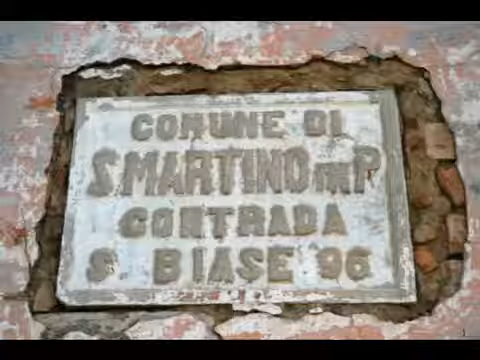 COMUNE DI
S. MARTINO in P
CONTRADA
S. BIASE 96